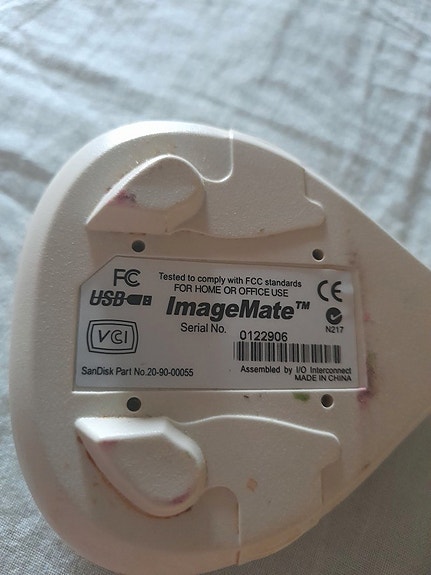 FC
Tested to comply with FCC standards
FOR HOME OR OFFICE USE
CE
USB
ImageMate™
N217
Serial No. 0122906
VCI
SanDisk Part No.20-90-00055
Assembled by I/O Interconnect
MADE IN CHINA